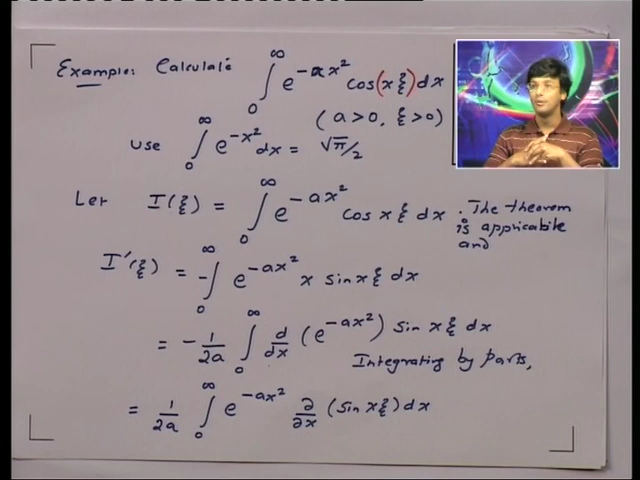 Example: Calculate ∫₀^∞ e^{-ax²} cos(xξ)dx
(a>0, ξ>0)
use ∫₀^∞ e^{-x²}dx = √π/2
Let I(ξ) = ∫₀^∞ e^{-ax²} cos xξ dx. The theorem
is applicable
and
I'(ξ) = -∫₀^∞ e^{-ax²} x sin xξ dx
= -1/2a ∫₀^∞ d/dx (e^{-ax²}) sin xξ dx
Integrating by parts,
= 1/2a ∫₀^∞ e^{-ax²} ∂/∂x (sin xξ)dx